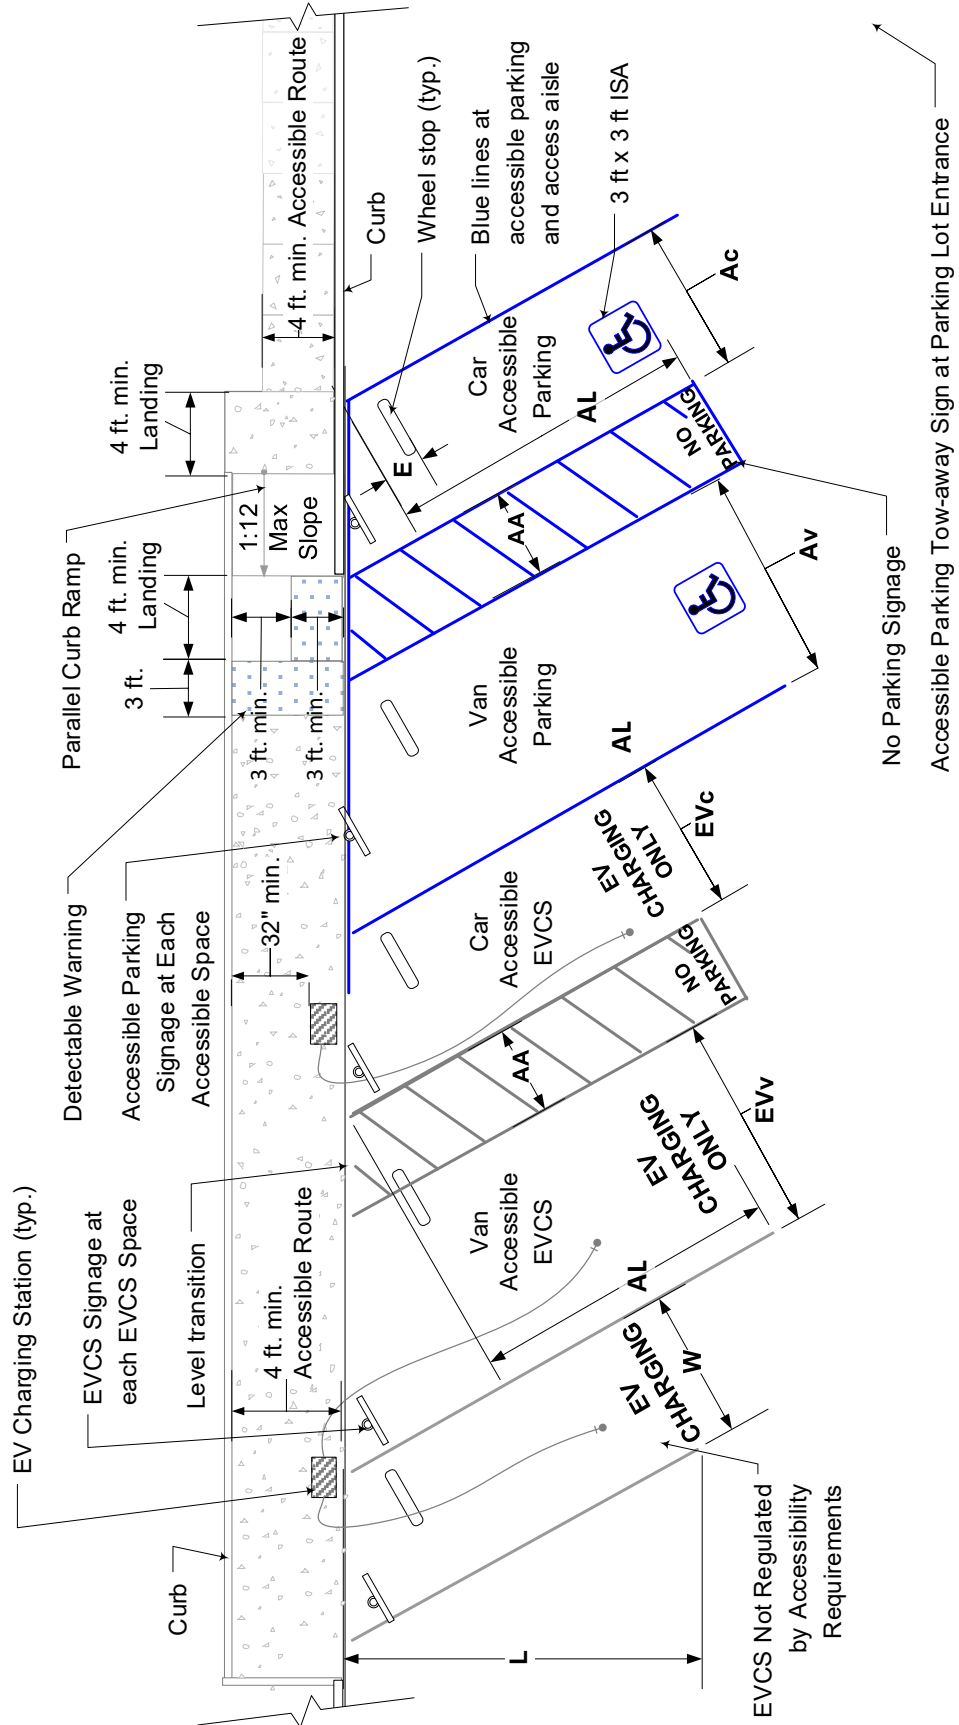 EV Charging Station (typ.)
EVCS Signage at
each EVCS Space
Level transition
4 ft. min.
Accessible Route
Curb
Detectable Warning
Accessible Parking
Signage at Each
Accessible Space
32" min.
Parallel Curb Ramp
3 ft.
4 ft. min.
Landing
4 ft. min.
Landing
3 ft. min.
3 ft. min.
1:12
Max
Slope
4 ft. min. Accessible Route
Curb
Wheel stop (typ.)
Blue lines at
accessible parking
and access aisle
3 ft x 3 ft ISA
L
EV
CHARGING
W
EVCS Not Regulated
by Accessibility
Requirements
Van
Accessible
EVCS
AL
EV
CHARGING
ONLY
EVv
AA
NO
PARKING
Car
Accessible
EVCS
EV
CHARGING
ONLY
EVc
AL
Van
Accessible
Parking
Av
AA
NO
PARKING
E
AL
Car
Accessible
Parking
Ac
No Parking Signage
Accessible Parking Tow-away Sign at Parking Lot Entrance